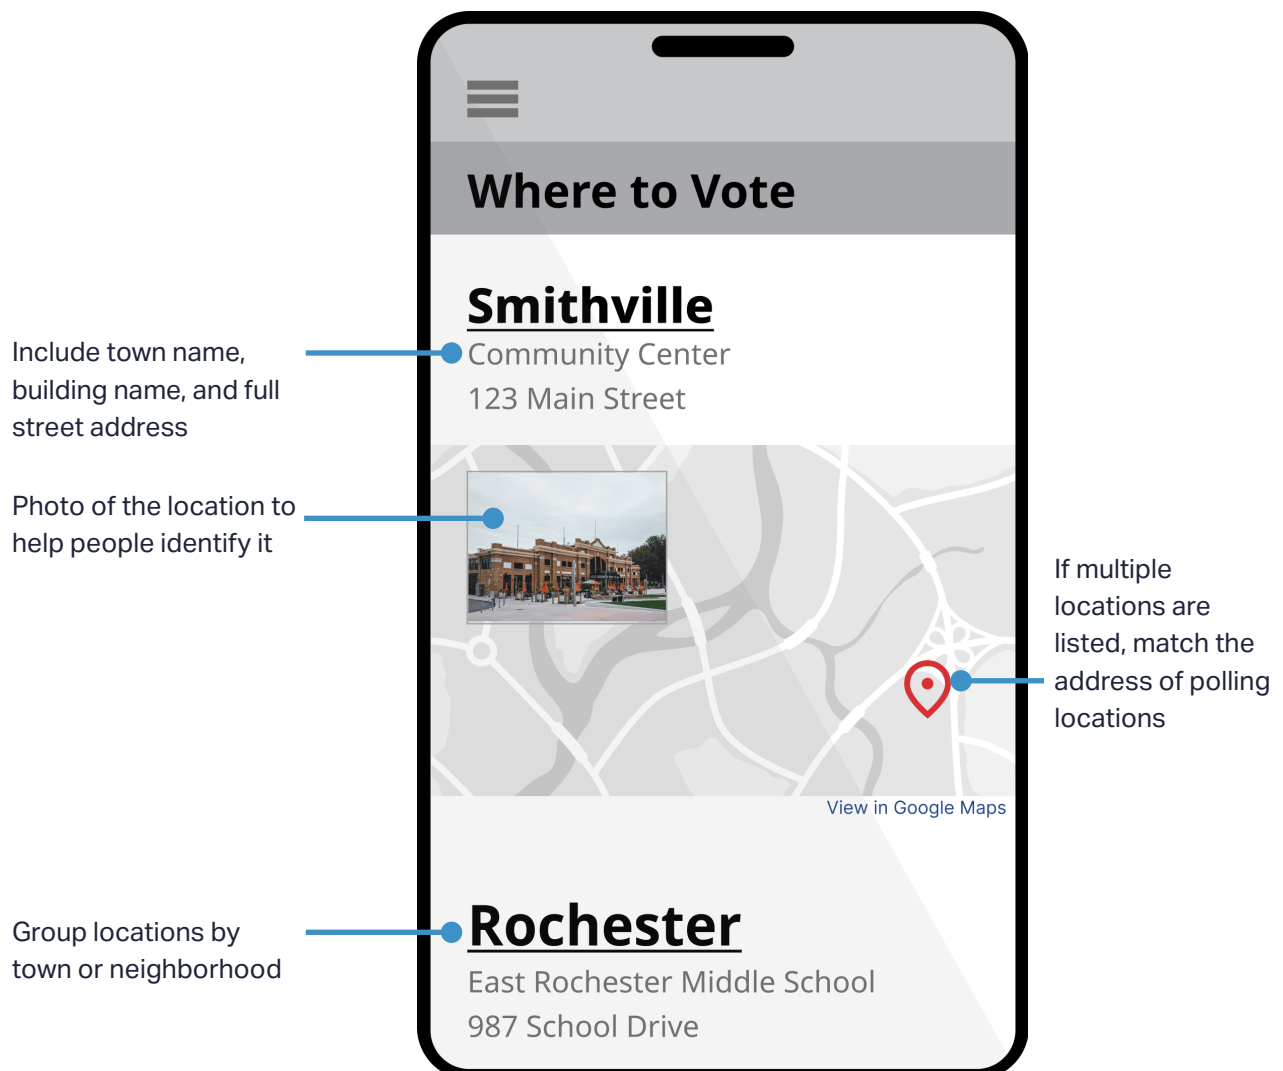 Where to Vote
Smithville
Community Center
123 Main Street
Include town name,
building name, and full
street address
Photo of the location to
help people identify it
If multiple
locations are
listed, match the
address of polling
locations
View in Google Maps
Rochester
East Rochester Middle School
987 School Drive
Group locations by
town or neighborhood